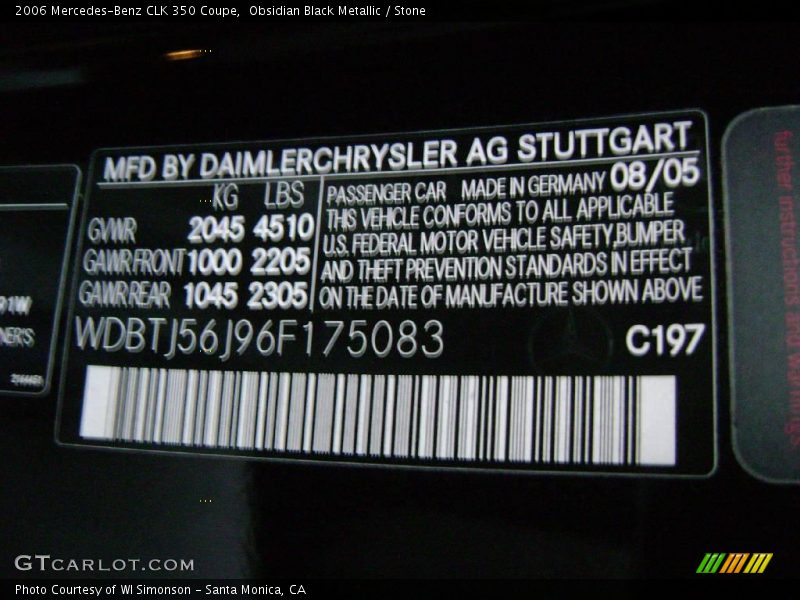 2006 Mercedes-Benz CLK 350 Coupe,  Obsidian Black Metallic / Stone
MFD BY DAIMLERCHRYSLER AG STUTTGART
KG LBS
GVWR 2045 4510
GAWR FRONT 1000 2205
GAWR REAR 1045 2305
PASSENGER CAR MADE IN GERMANY 08/05
THIS VEHICLE CONFORMS TO ALL APPLICABLE
U.S. FEDERAL MOTOR VEHICLE SAFETY,BUMPER,
AND THEFT PREVENTION STANDARDS IN EFFECT
ON THE DATE OF MANUFACTURE SHOWN ABOVE
WDBTJ56J96F175083
C197
91W
NER'S
further instructions and warnings
GTCARLOT.COM
Photo Courtesy of WI Simonson – Santa Monica, CA